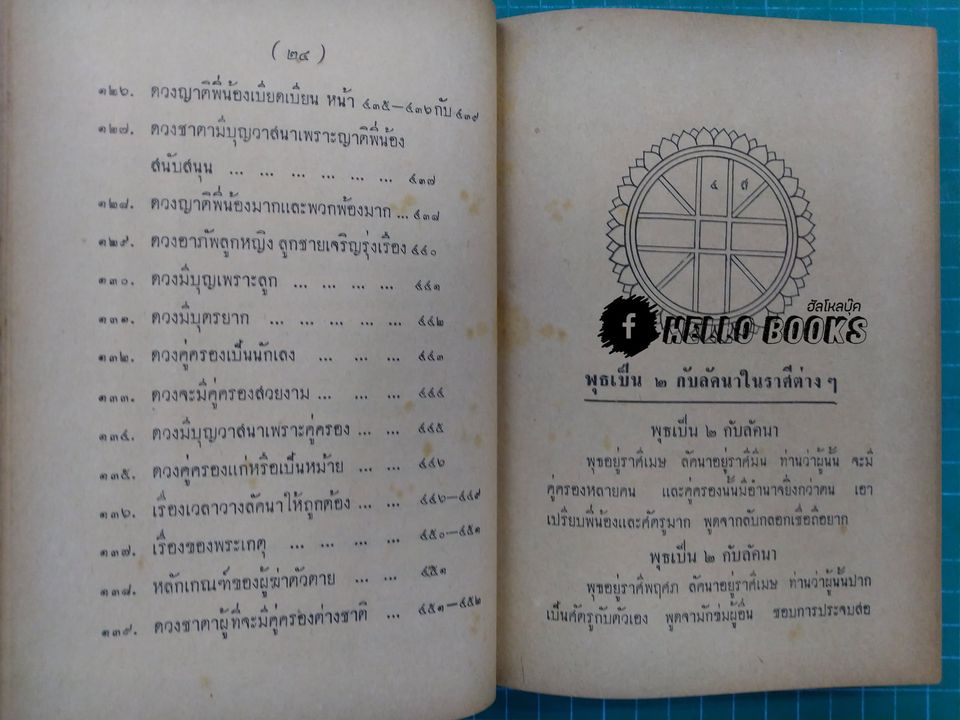 ( ๒๔ )
๑๒๖. ดวงญาติพี่น้องเบียดเบียน หน้า ๔๓๕—๔๓๖ กับ ๔๓๙
๑๒๗. ดวงชาตามีบุญวาสนาเพราะญาติพี่น้อง
สนับสนุน ... ... ... ... ... ... ๔๓๗
๑๒๘. ดวงญาติพี่น้องมากและพวกพ้องมาก ... ๔๓๘
๑๒๙. ดวงอาภัพลูกหญิง ลูกชายเจริญรุ่งเรือง ๔๔๐
๑๓๐. ดวงมีบุญเพราะลูก ... ... ... ... ๔๔๑
๑๓๑. ดวงมีบุตรยาก ... ... ... ... ... ๔๔๒
๑๓๒. ดวงคู่ครองเป็นนักเลง ... ... ... ๔๔๓
๑๓๓. ดวงจะมีคู่ครองสวยงาม ... ... ... ๔๔๔
๑๓๔. ดวงมีบุญวาสนาเพราะคู่ครอง ... ... ๔๔๕
๑๓๕. ดวงคู่ครองแก่หรือเป็นหม้าย ... ... ๔๔๖
๑๓๖. เรื่องเวลาวางลัคนาให้ถูกต้อง ... ... ๔๔๖—๔๔๙
๑๓๗. เรื่องของพระเกตุ ... ... ... ... ๔๕๐—๔๕๑
๑๓๘. หลักเกณฑ์ของผู้ฆ่าตัวตาย ... ... ๔๕๑
๑๓๙. ดวงชาตาผู้ที่จะมีคู่ครองต่างชาติ ... ๔๕๑—๔๕๒
๔ ส
ฮัลโหลบุ๊ค
f HELLO BOOKS
พุธเป็น ๒ กับลัคนาในราศีต่าง ๆ
พุธเป็น ๒ กับลัคนา
พุธอยู่ราศีเมษ ลัคนาอยู่ราศีมีน ท่านว่าผู้นั้น จะมี
คู่ครองหลายคน และคู่ครองนั้นมีอำนาจยิ่งกว่าตน เอา
เปรียบพี่น้องและศัตรูมาก พูดจากลับกลอกเชื่อถือยาก
พุธเป็น ๒ กับลัคนา
พุธอยู่ราศีพฤศภ ลัคนาอยู่ราศีเมษ ท่านว่าผู้นั้นปาก
เป็นศัตรูกับตัวเอง พูดจามักข่มผู้อื่น ชอบการประจบสอ